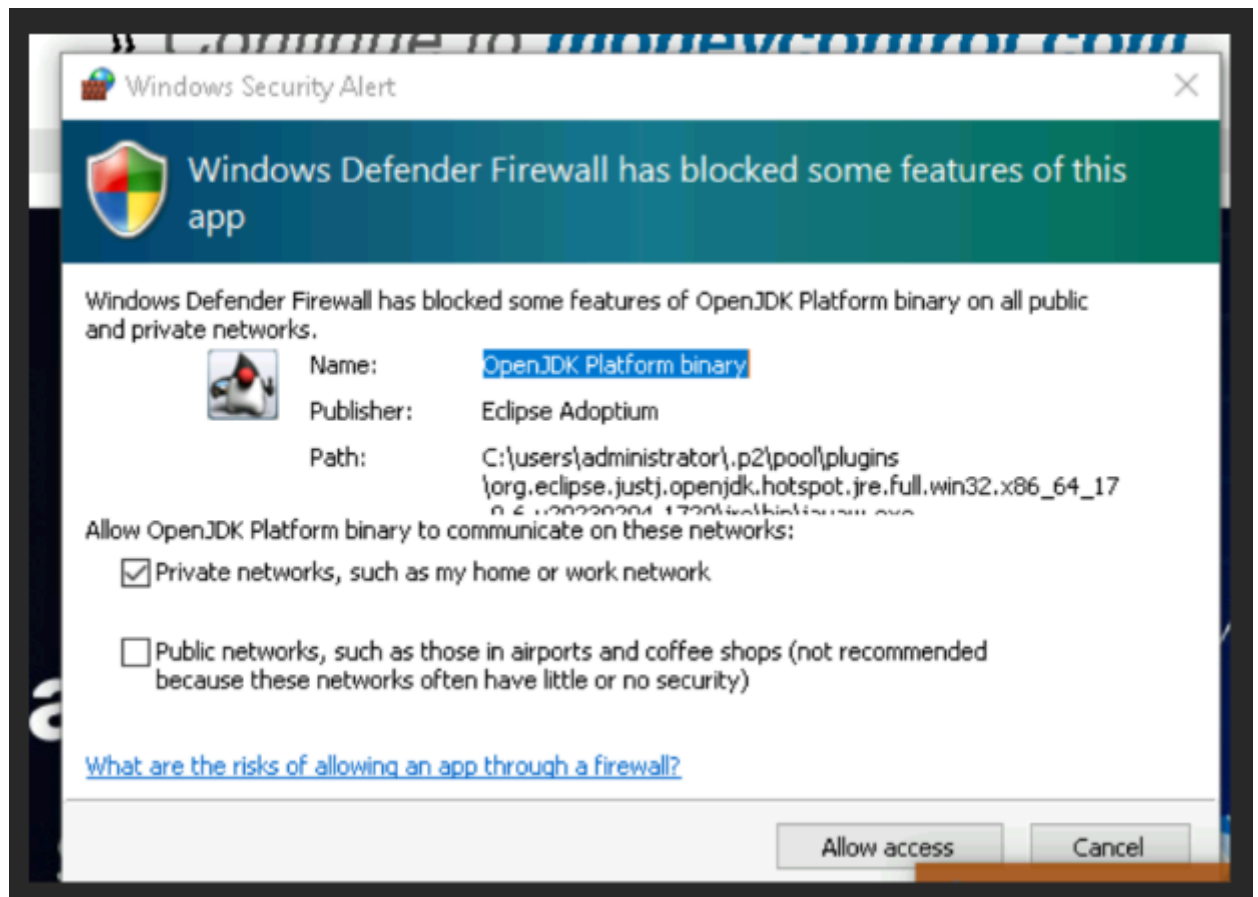 » Continue to moneycontrol.com
Windows Security Alert
Windows Defender Firewall has blocked some features of this
app
Windows Defender Firewall has blocked some features of OpenJDK Platform binary on all public
and private networks.
Name: OpenJDK Platform binary
Publisher: Eclipse Adoptium
Path: C:\users\administrator\.p2\pool\plugins
\org.eclipse.justj.openjdk.hotspot.jre.full.win32.x86_64_17
Allow OpenJDK Platform binary to communicate on these networks:
Private networks, such as my home or work network
Public networks, such as those in airports and coffee shops (not recommended
because these networks often have little or no security)
What are the risks of allowing an app through a firewall?
Allow access Cancel